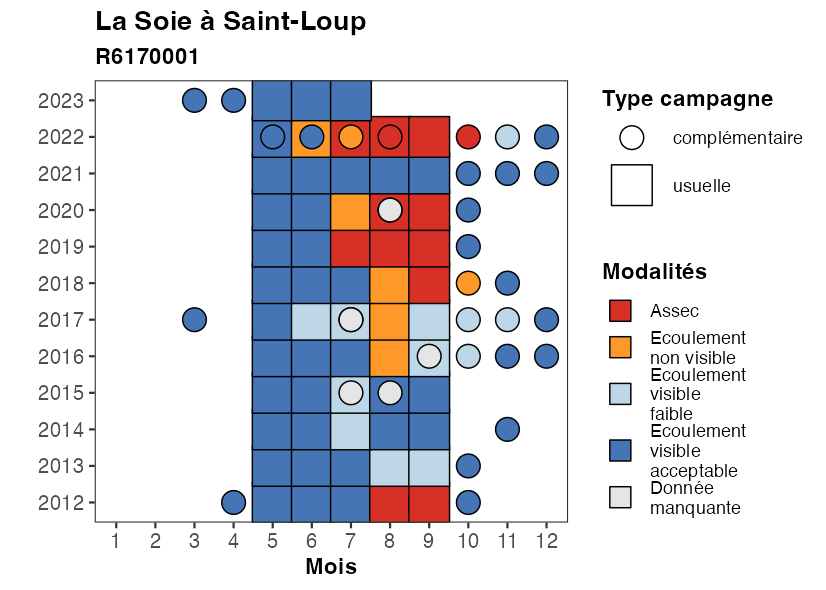 La Soie à Saint-Loup
R6170001
2023
2022
2021
2020
2019
2018
2017
2016
2015
2014
2013
2012
1 2 3 4 5 6 7 8 9 10 11 12
Mois
Type campagne
complémentaire
usuelle
Modalités
Assec
Ecoulement
non visible
Ecoulement
visible
faible
Ecoulement
visible
acceptable
Donnée
manquante